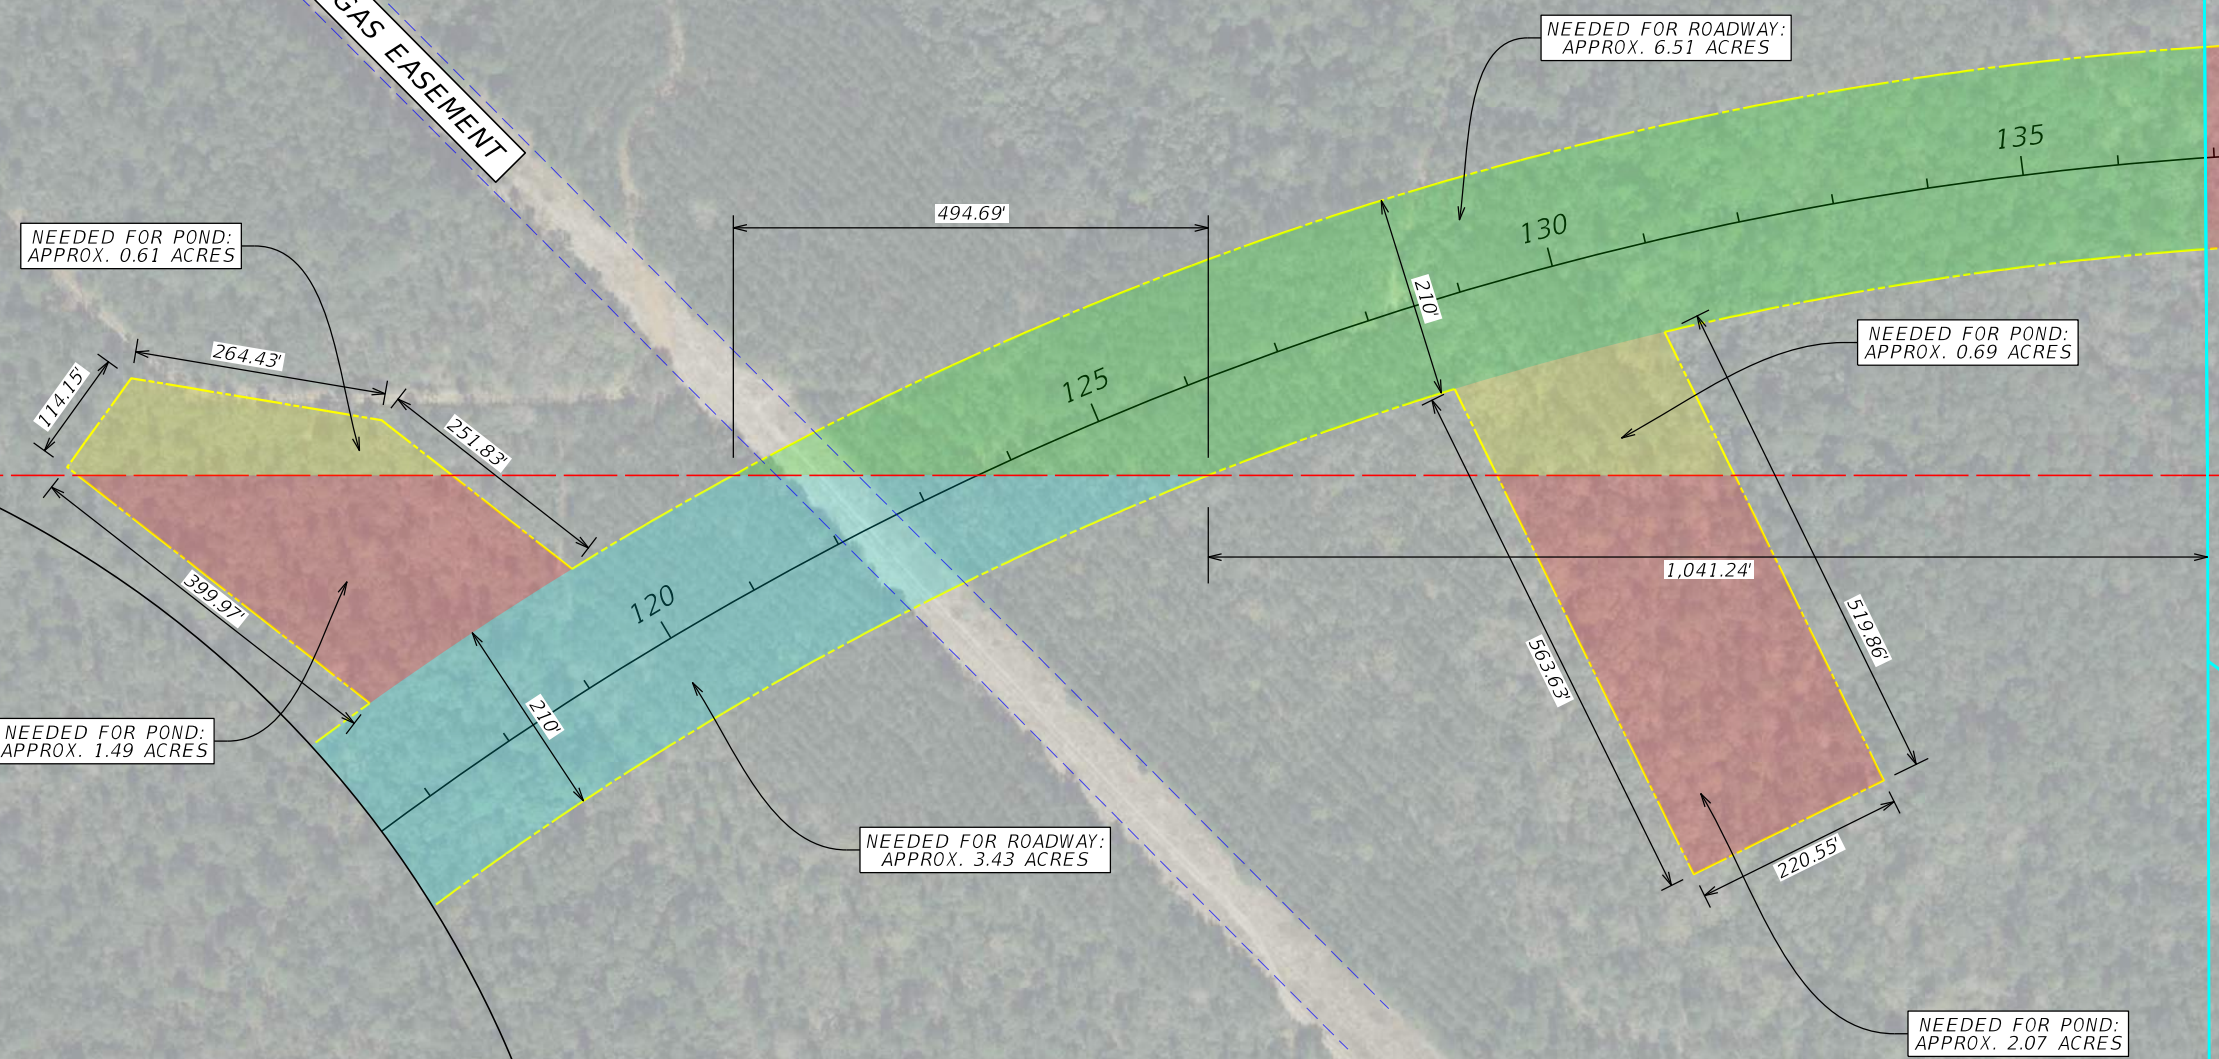 GAS EASEMENT
NEEDED FOR ROADWAY:
APPROX. 6.51 ACRES
135
494.69'
130
NEEDED FOR POND:
APPROX. 0.61 ACRES
210'
264.43'
114.15'
251.83'
125
NEEDED FOR POND:
APPROX. 0.69 ACRES
399.97'
120
210'
1,041.24'
519.86'
563.63'
NEEDED FOR POND:
APPROX. 1.49 ACRES
NEEDED FOR ROADWAY:
APPROX. 3.43 ACRES
220.55'
NEEDED FOR POND:
APPROX. 2.07 ACRES